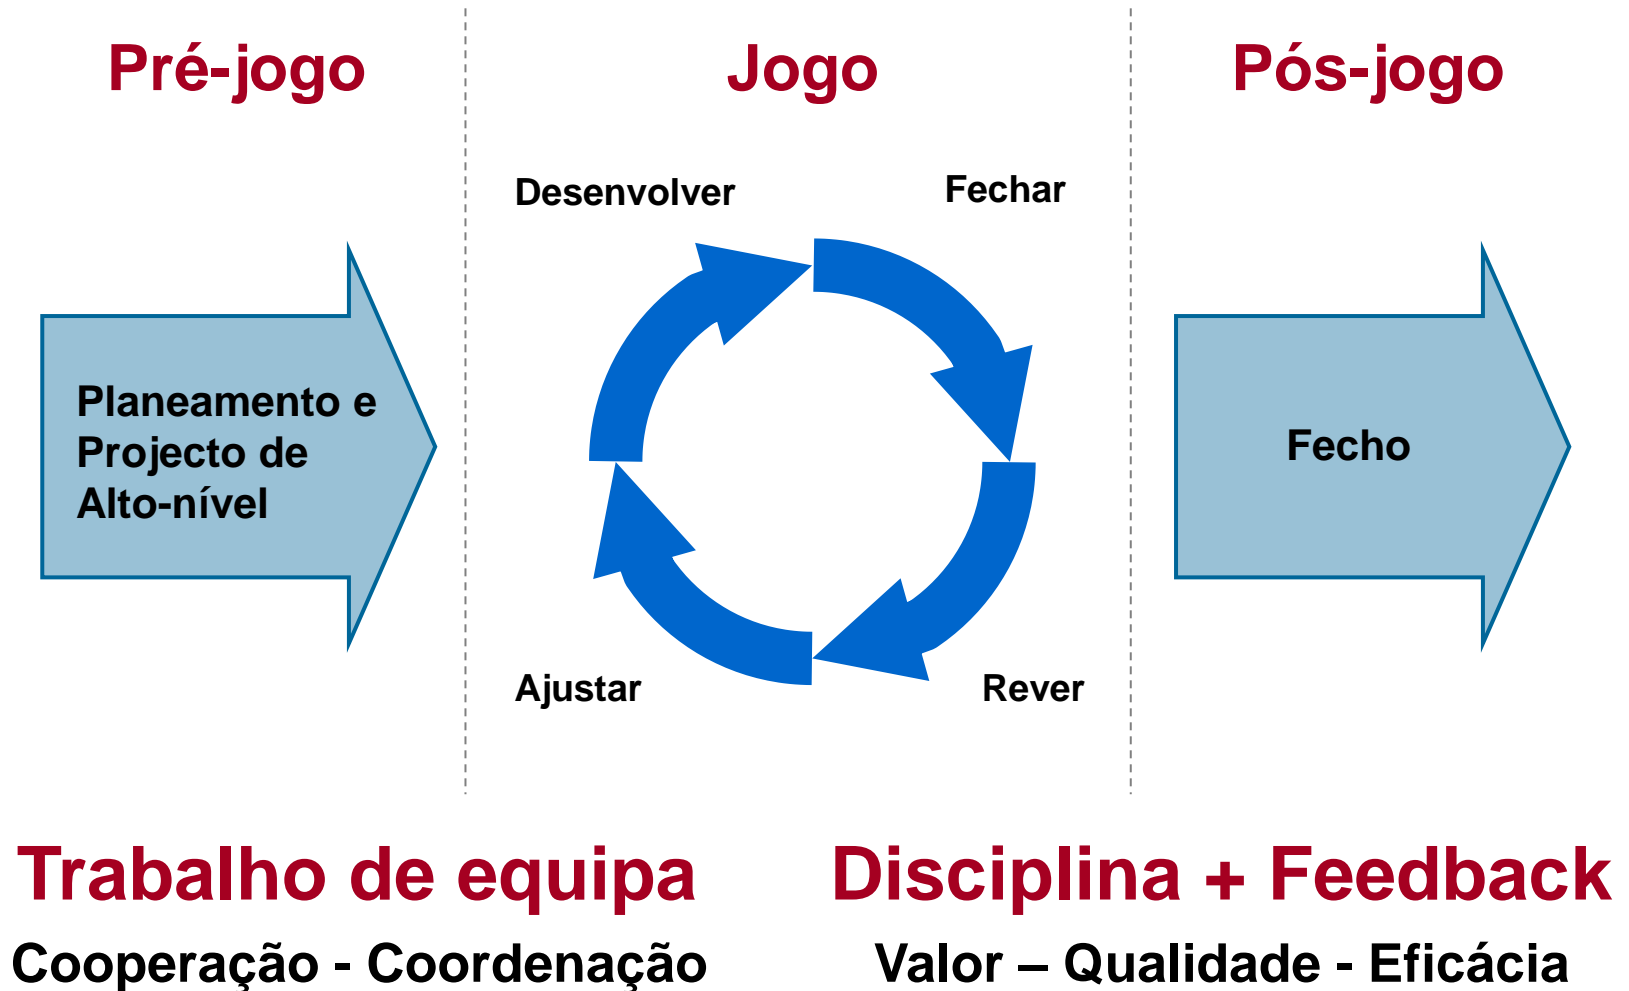 Pré-jogo
Jogo
Pós-jogo
Desenvolver
Fechar
Planeamento e
Projecto de
Alto-nível
Fecho
Ajustar
Rever
Trabalho de equipa
Disciplina + Feedback
Cooperação - Coordenação
Valor – Qualidade - Eficácia